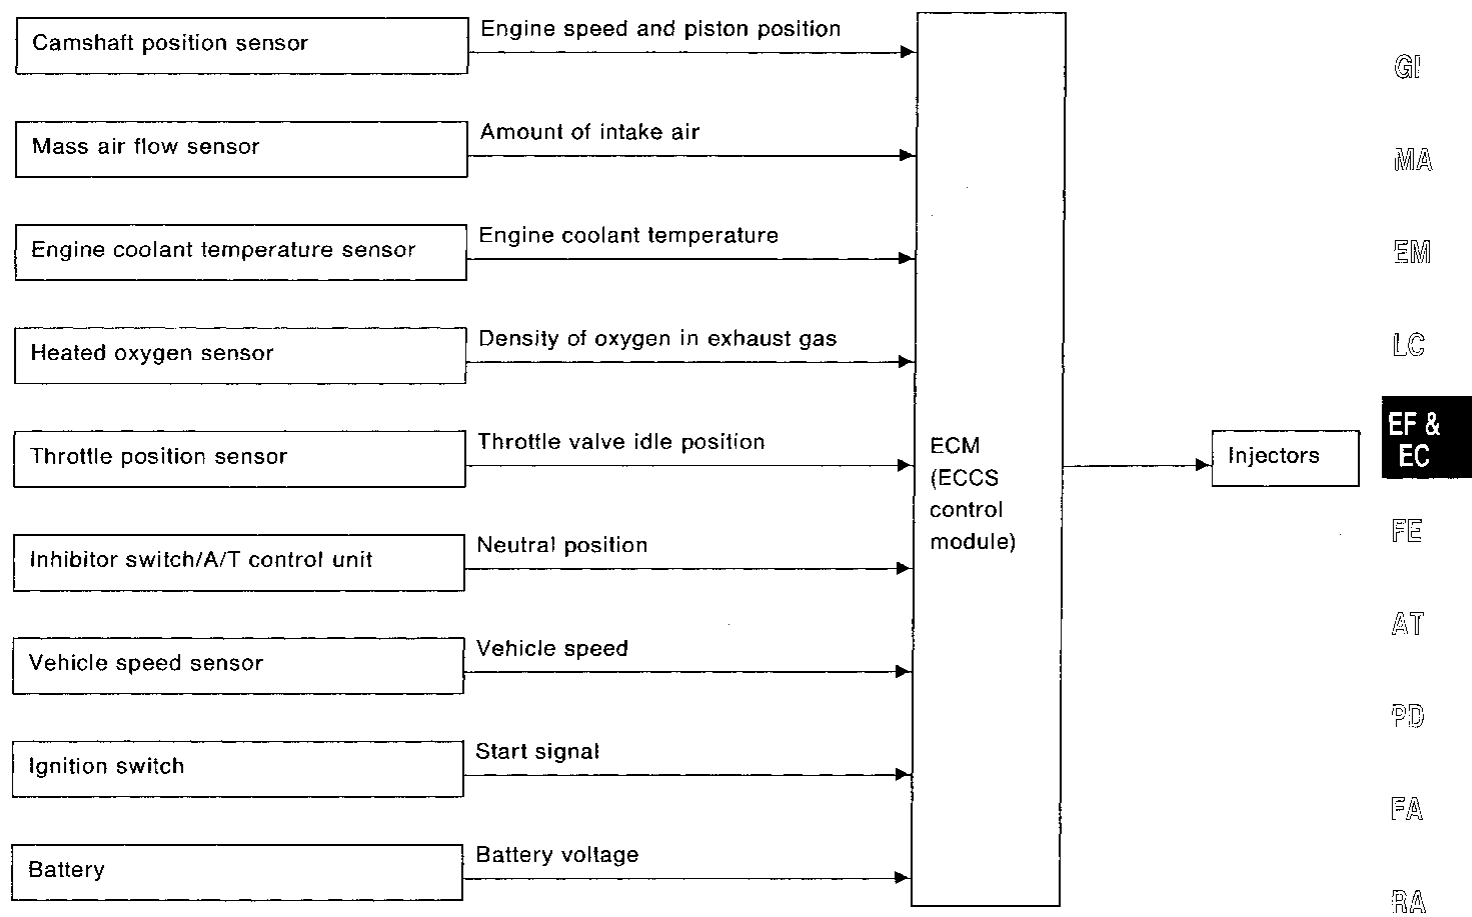 Camshaft position sensor
Engine speed and piston position
Mass air flow sensor
Amount of intake air
Engine coolant temperature sensor
Engine coolant temperature
Heated oxygen sensor
Density of oxygen in exhaust gas
Throttle position sensor
Throttle valve idle position
Inhibitor switch/A/T control unit
Neutral position
Vehicle speed sensor
Vehicle speed
Ignition switch
Start signal
Battery
Battery voltage
ECM
(ECCS
control
module)
Injectors
GI
MA
EM
LC
EF &
EC
FE
AT
PD
FA
RA